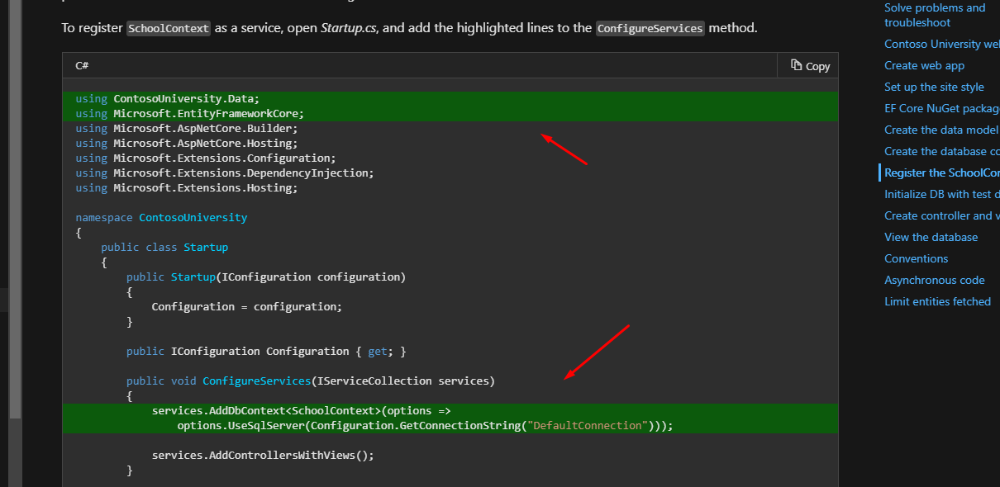 To register SchoolContext as a service, open Startup.cs, and add the highlighted lines to the ConfigureServices method.
C#
Copy
using ContosoUniversity.Data;
using Microsoft.EntityFrameworkCore;
using Microsoft.AspNetCore.Builder;
using Microsoft.AspNetCore.Hosting;
using Microsoft.Extensions.Configuration;
using Microsoft.Extensions.DependencyInjection;
using Microsoft.Extensions.Hosting;
namespace ContosoUniversity
{
public class Startup
{
public Startup(IConfiguration configuration)
{
Configuration = configuration;
}
public IConfiguration Configuration { get; }
public void ConfigureServices(IServiceCollection services)
{
services.AddDbContext<SchoolContext>(options =>
options.UseSqlServer(Configuration.GetConnectionString("DefaultConnection")));
services.AddControllersWithViews();
}
Solve problems and
troubleshoot
Contoso University we
Create web app
Set up the site style
EF Core NuGet packag
Create the data model
Create the database co
Register the SchoolCor
Initialize DB with test d
Create controller and v
View the database
Conventions
Asynchronous code
Limit entities fetched